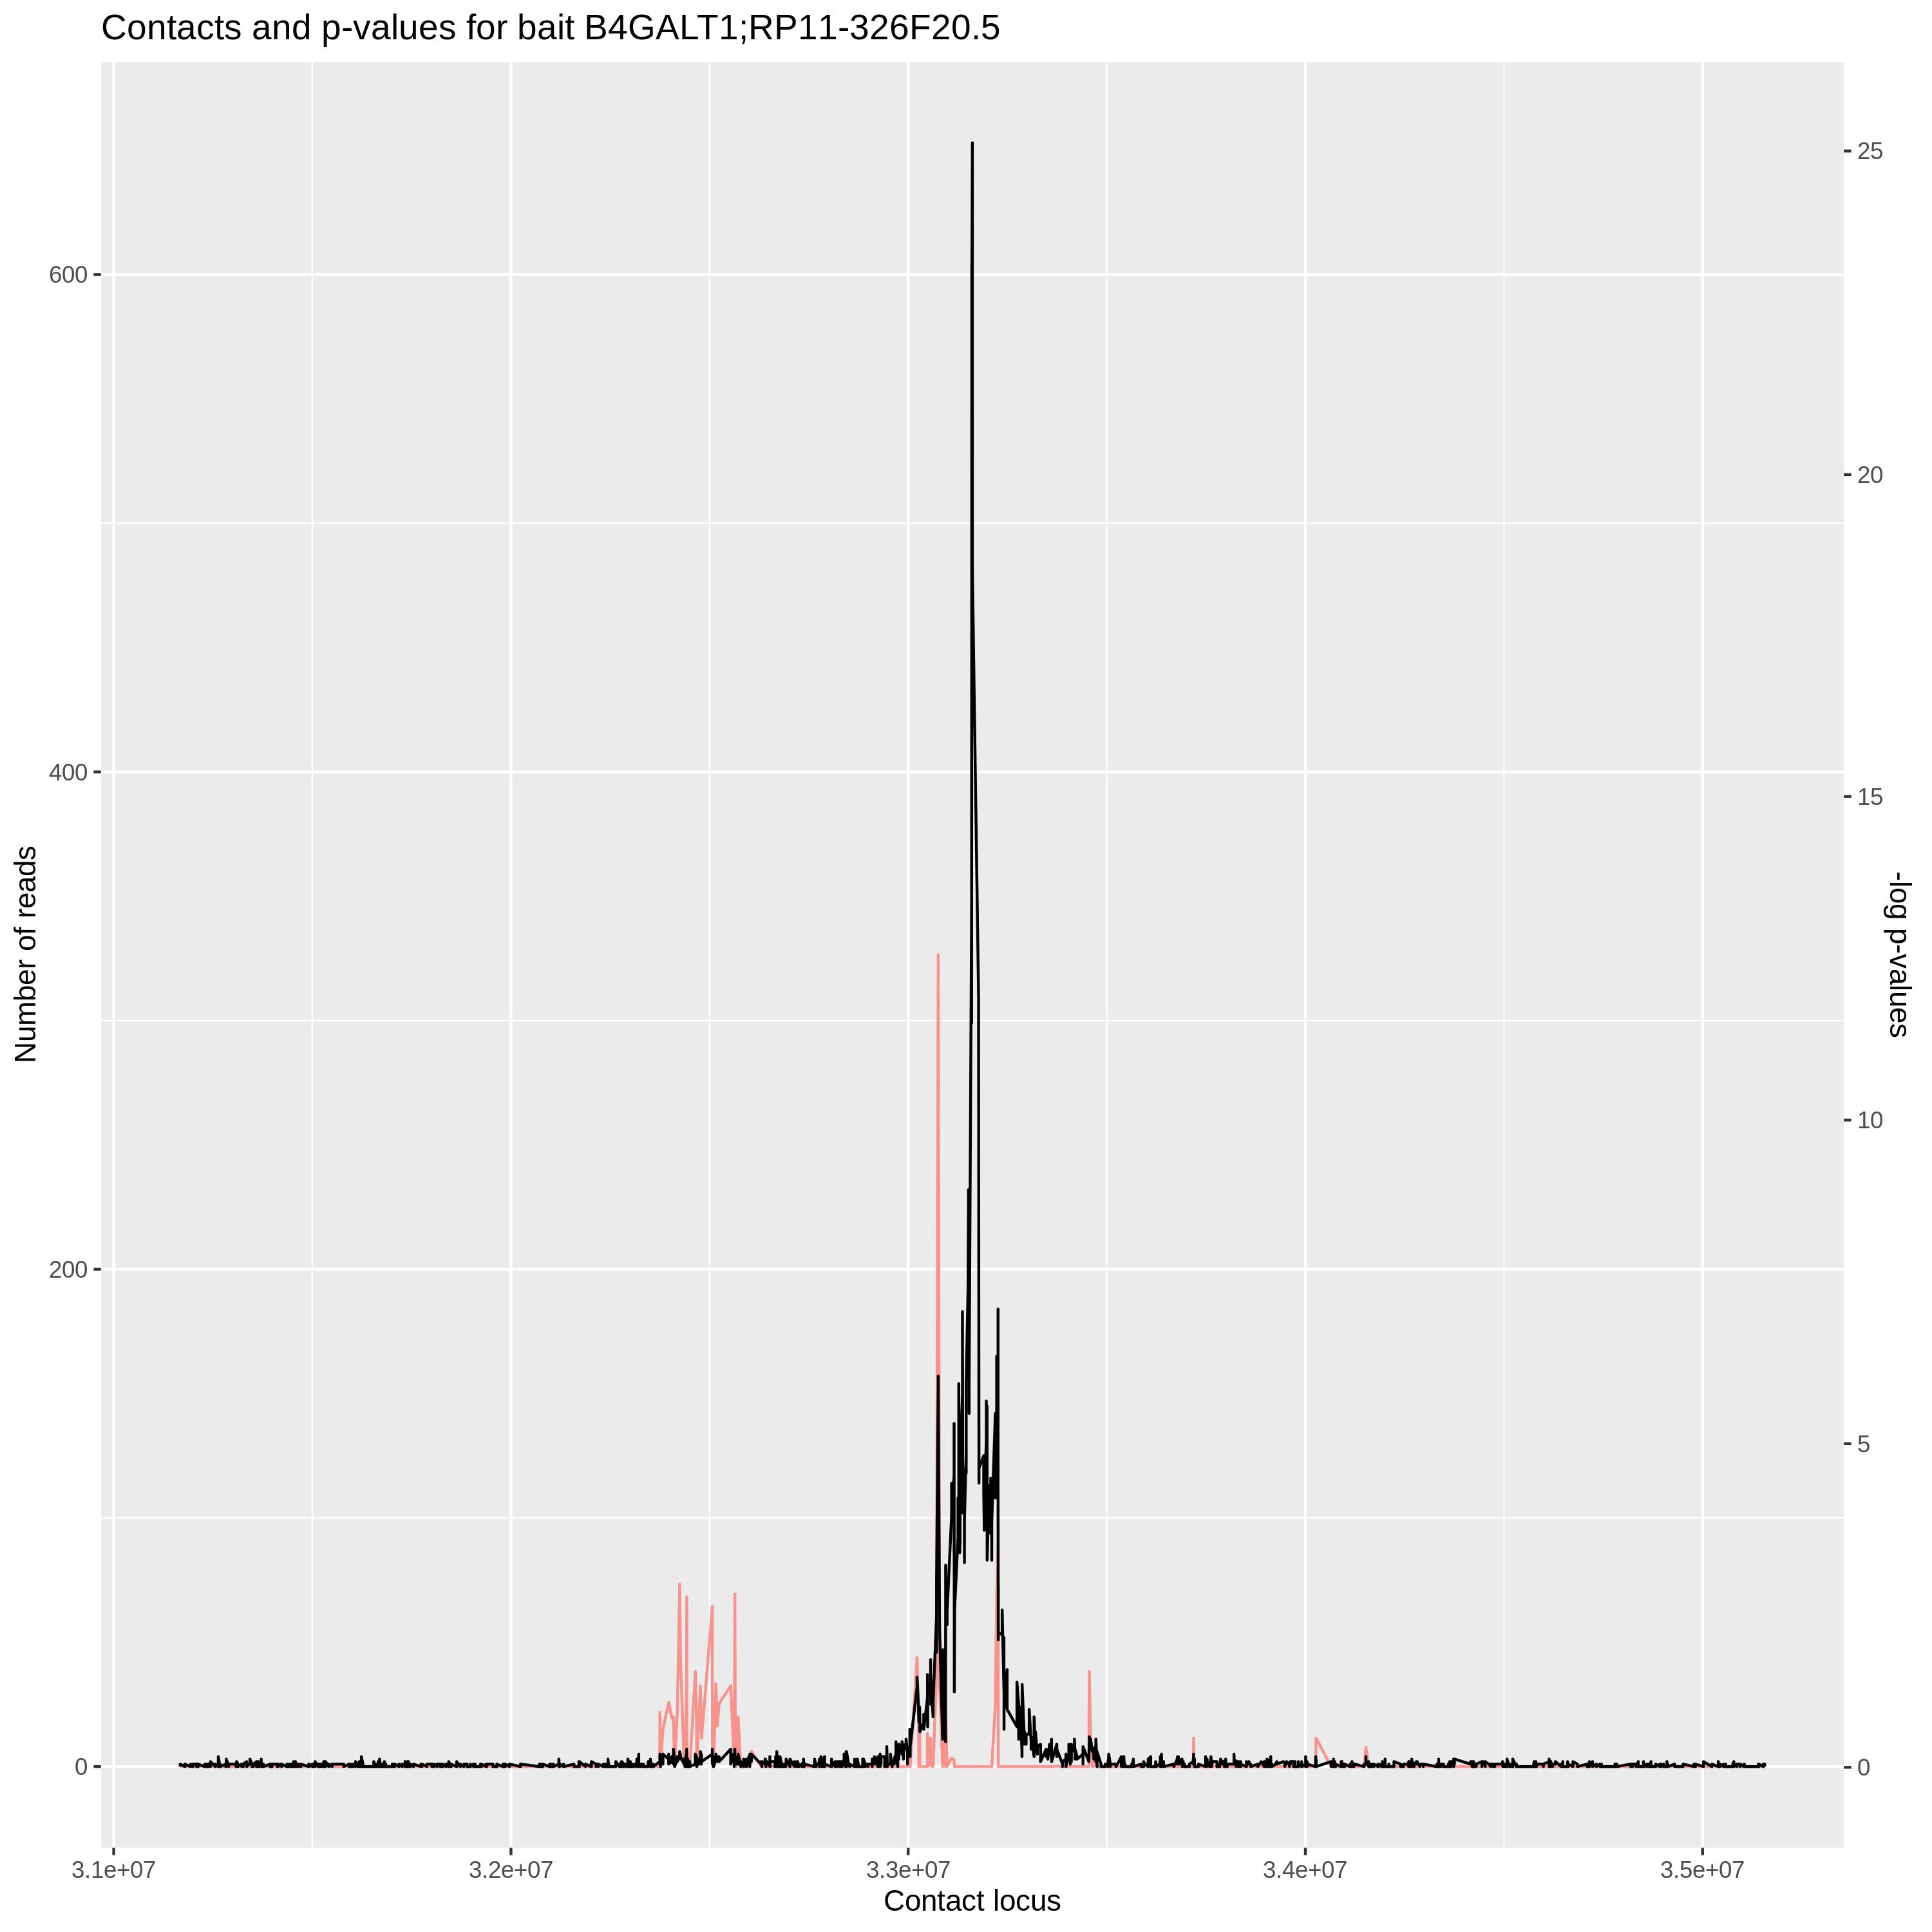 Contacts and p-values for bait B4GALT1;RP11-326F20.5
Number of reads
600
400
200
0
25
20
15
10
5
0
-log p-values
3.1e+07
3.2e+07
3.3e+07
3.4e+07
3.5e+07
Contact locus